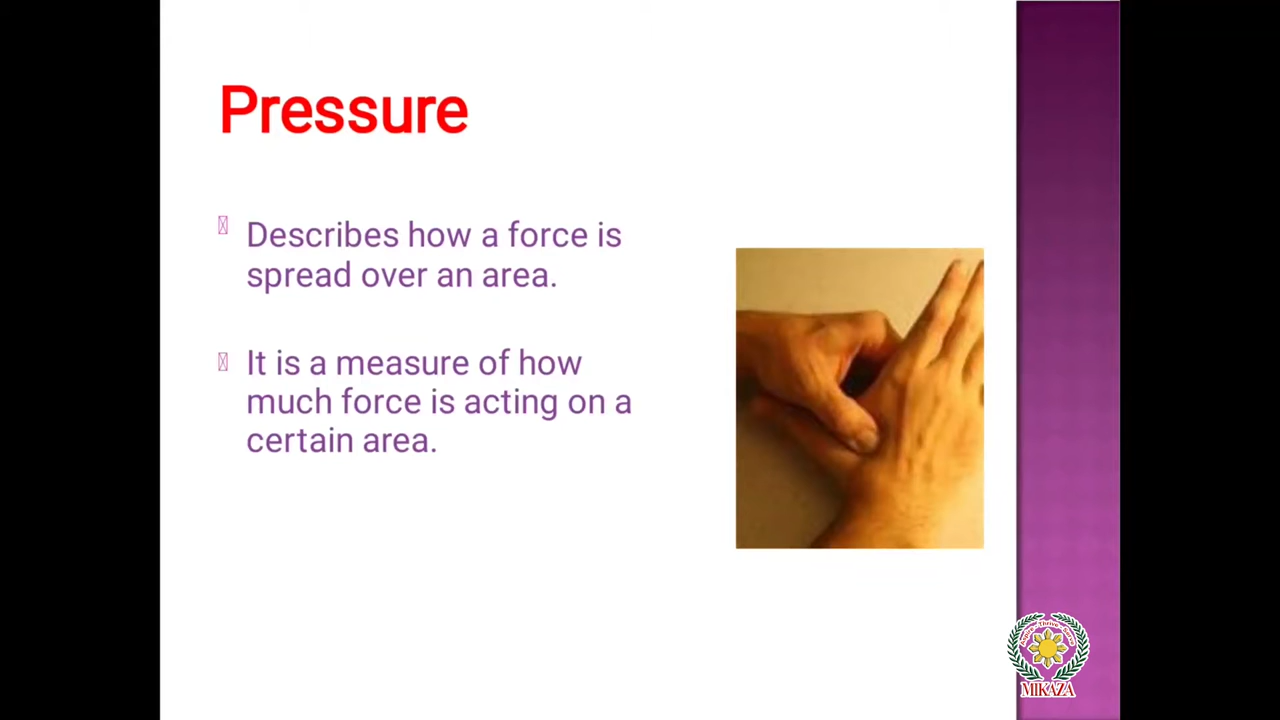 Pressure
Describes how a force is
spread over an area.
It is a measure of how
much force is acting on a
certain area.
MIKAZA